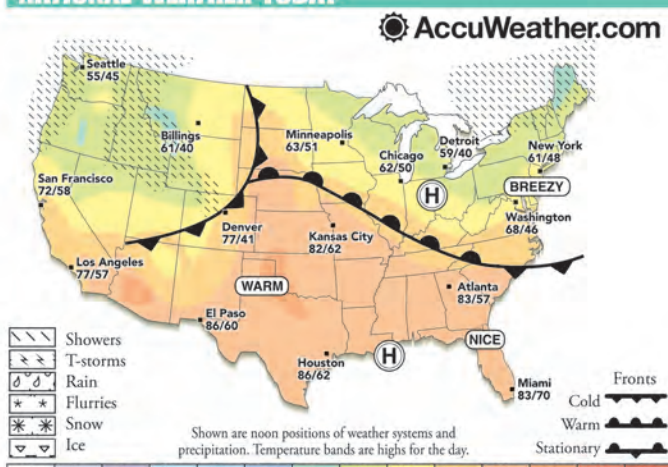 NATIONAL WEATHER TODAY
AccuWeather.com
Seattle
55/45
Billings
61/40
Minneapolis
63/51
Chicago
62/50
Detroit
59/40
New York
61/48
San Francisco
72/58
H
BREEZY
Washington
68/46
Denver
77/41
Kansas City
82/62
Los Angeles
77/57
WARM
Atlanta
83/57
El Paso
86/60
NICE
Houston
86/62
H
Miami
83/70
Showers
T-storms
Rain
Flurries
Snow
Ice
Shown are noon positions of weather systems and
precipitation. Temperature bands are highs for the day.
Fronts
Cold
Warm
Stationary